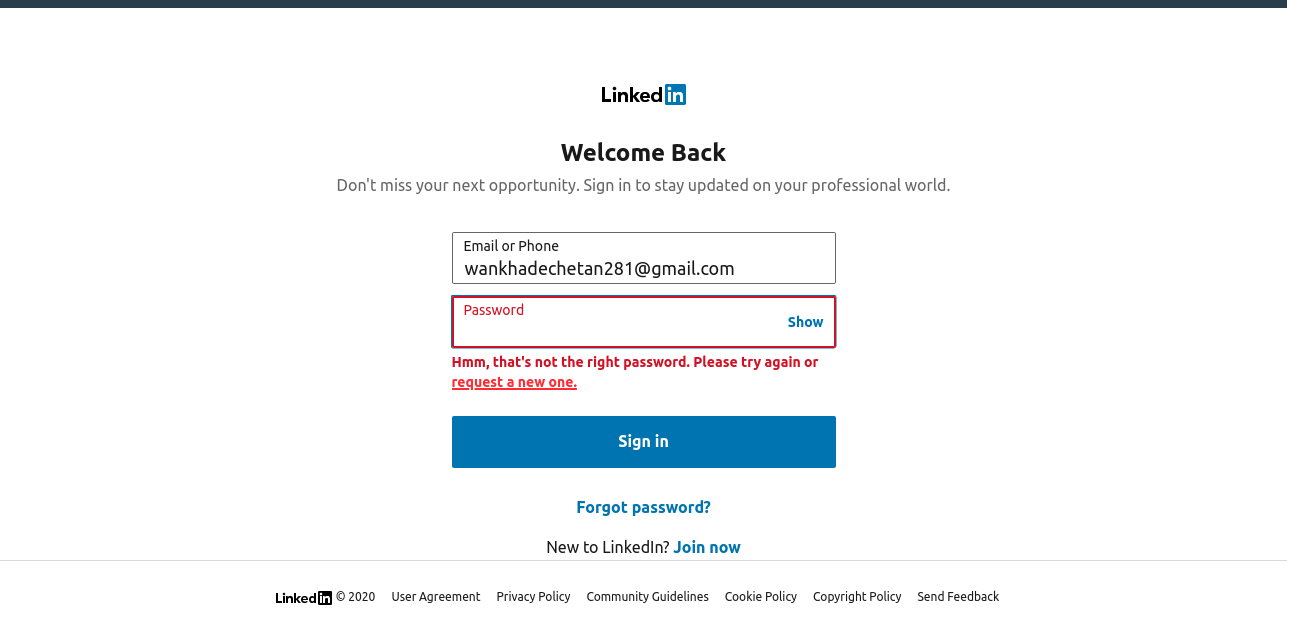 Linkedin
Welcome Back
Don't miss your next opportunity. Sign in to stay updated on your professional world.
Email or Phone
wankhadechetan281@gmail.com
Password
Show
Hmm, that's not the right password. Please try again or
request a new one.
Sign in
Forgot password?
New to LinkedIn? Join now
Linkedin © 2020 User Agreement Privacy Policy Community Guidelines Cookie Policy Copyright Policy Send Feedback